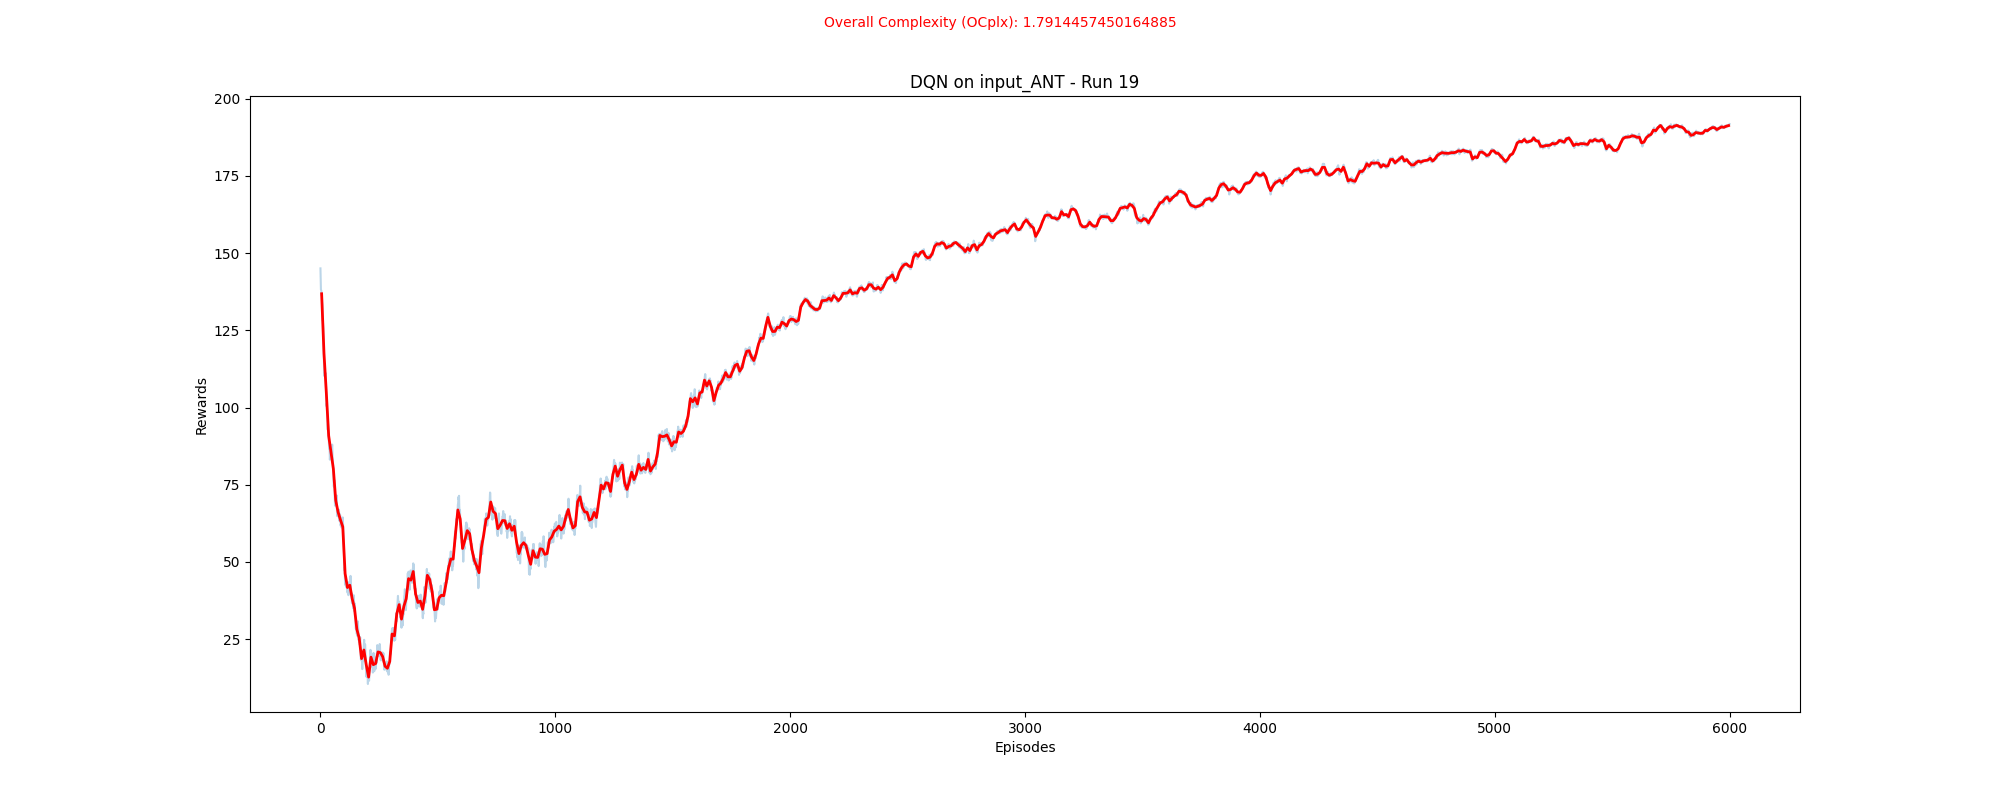 Overall Complexity (OCplx): 1.7914457450164885
DQN on input_ANT - Run 19
200
175
150
125
100
75
50
25
Rewards
0 1000 2000 3000 4000 5000 6000
Episodes